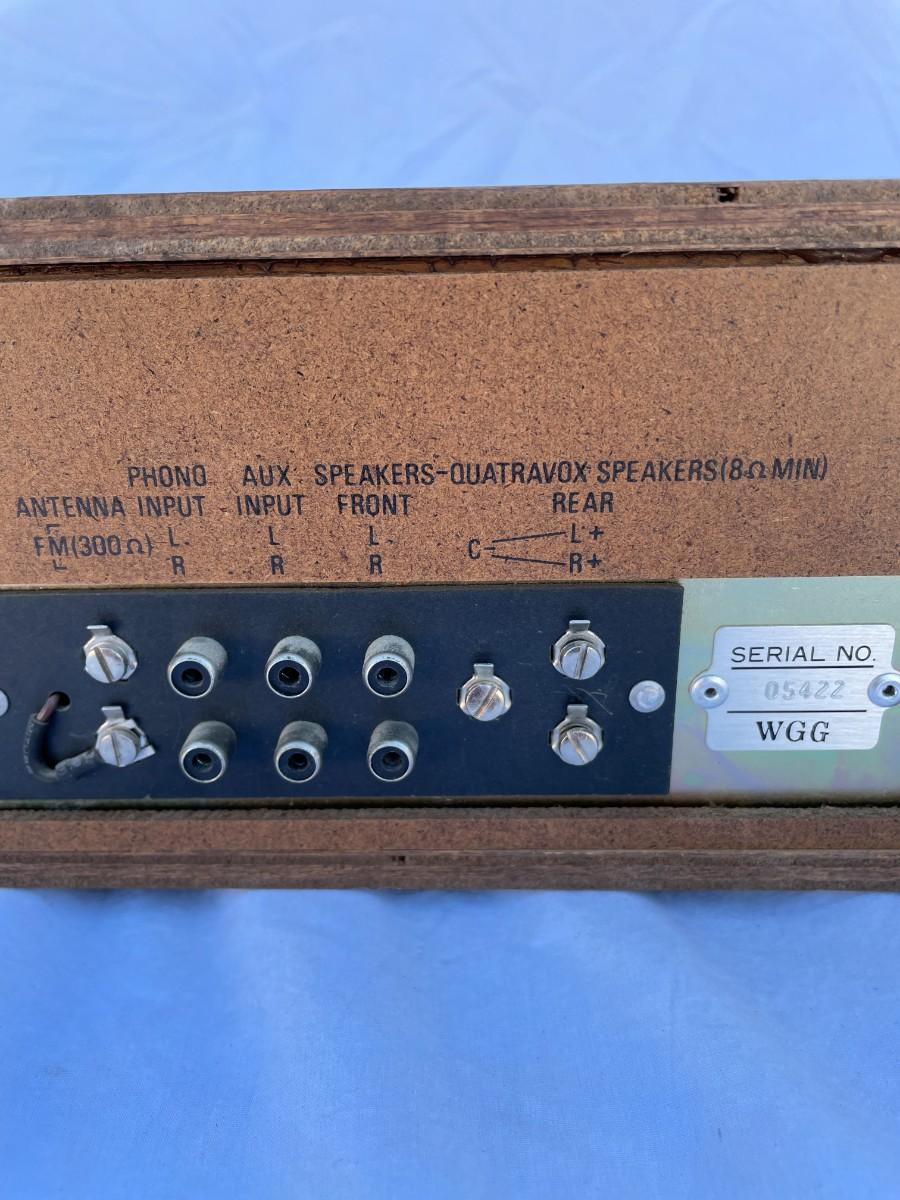 PHONO AUX SPEAKERS-QUATRAVOX SPEAKERS(8Ω MIN)
ANTENNA INPUT INPUT FRONT REAR
FM(300Ω) L L L C L+
R R R R+
SERIAL NO.
05422
WGG